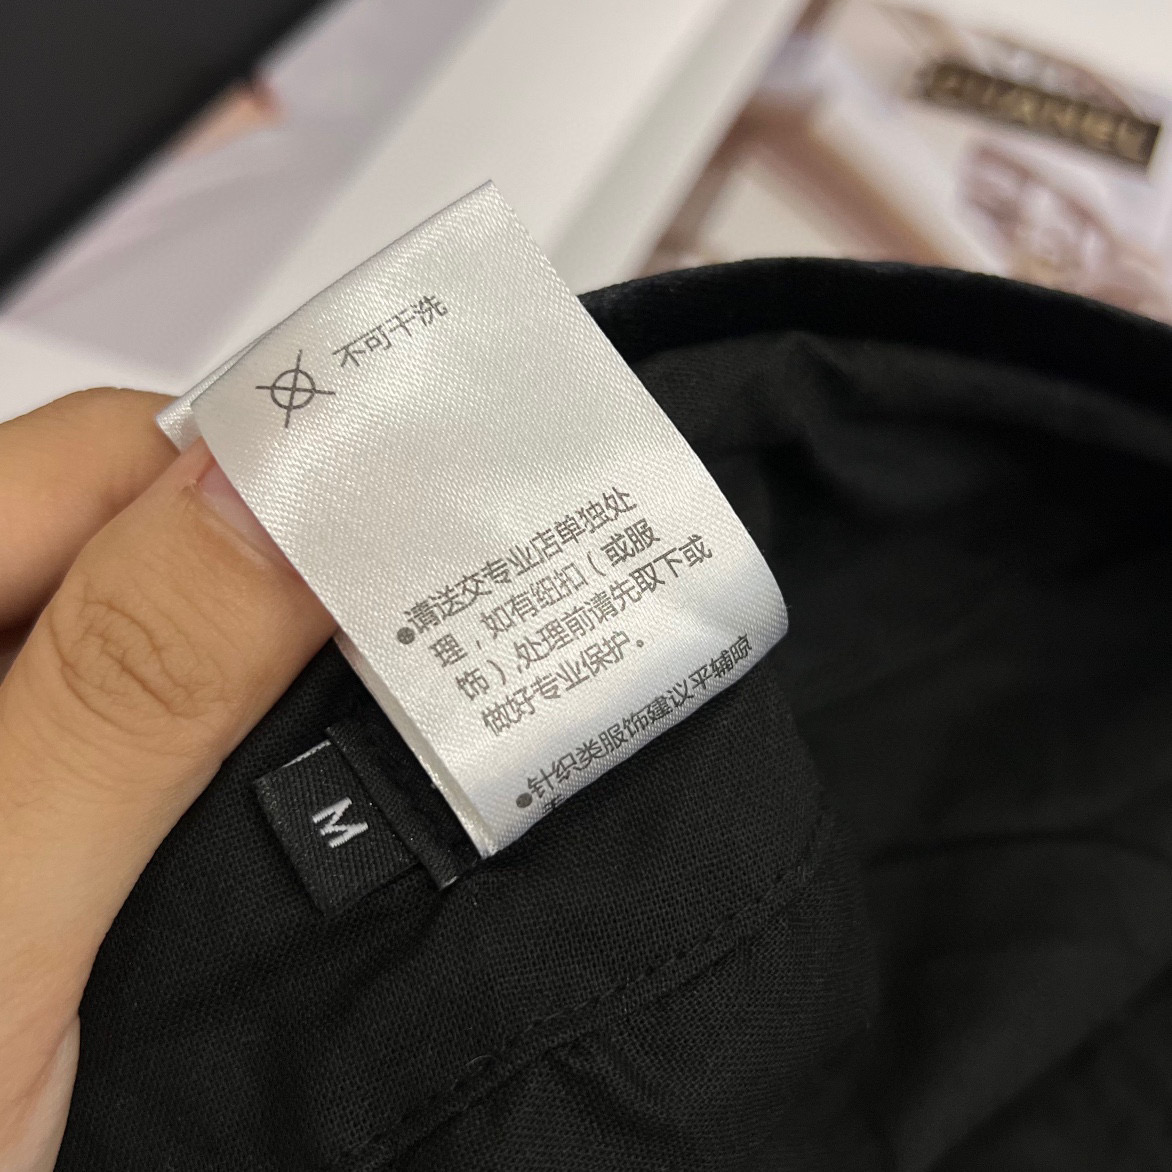 CHANEL
不可干洗
●请送交专业店单独处
理，如有纽扣（或服
饰）,处理前请先取下或
做好专业保护。
●针织类服饰建议平辅晾
M